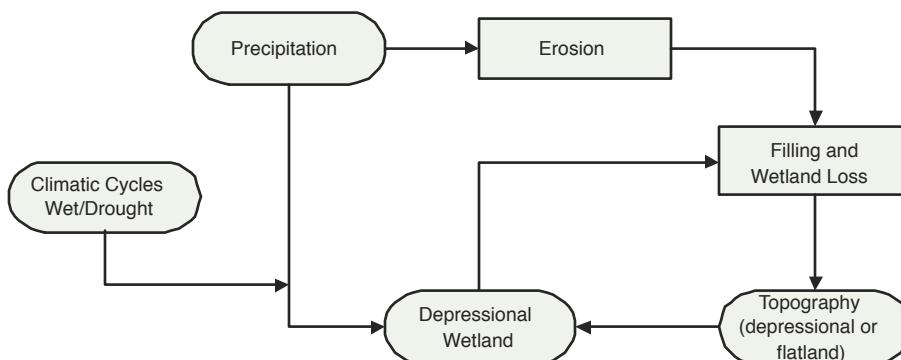 Precipitation
Erosion
Filling and
Wetland Loss
Climatic Cycles
Wet/Drought
Depressional
Wetland
Topography
(depressional or
flatland)